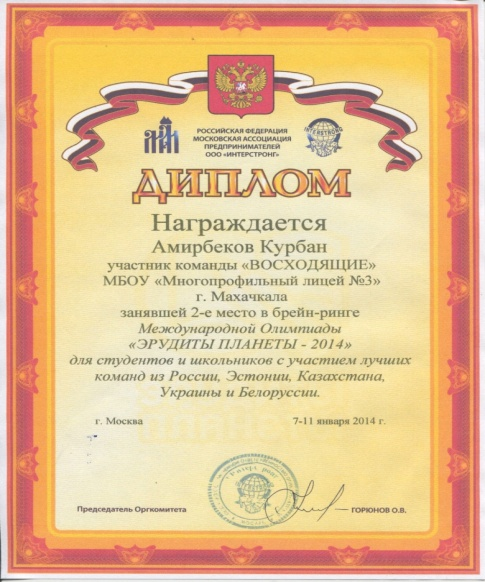 РОССИЙСКАЯ ФЕДЕРАЦИЯ
МОСКОВСКАЯ АССОЦИАЦИЯ
ПРЕДПРИНИМАТЕЛЕЙ
ООО «ИНТЕРСТРОНГ»
ДИПЛОМ
Награждается
Амирбеков Курбан
участник команды «ВОСХОДЯЩИЕ»
МБОУ «Многопрофильный лицей №3»
г. Махачкала
занявшей 2-е место в брейн-ринге
Международной Олимпиады
«ЭРУДИТЫ ПЛАНЕТЫ - 2014»
для студентов и школьников с участием лучших
команд из России, Эстонии, Казахстана,
Украины и Белоруссии.
г. Москва 7-11 января 2014 г.
Председатель Оргкомитета ГОРЮНОВ О.В.